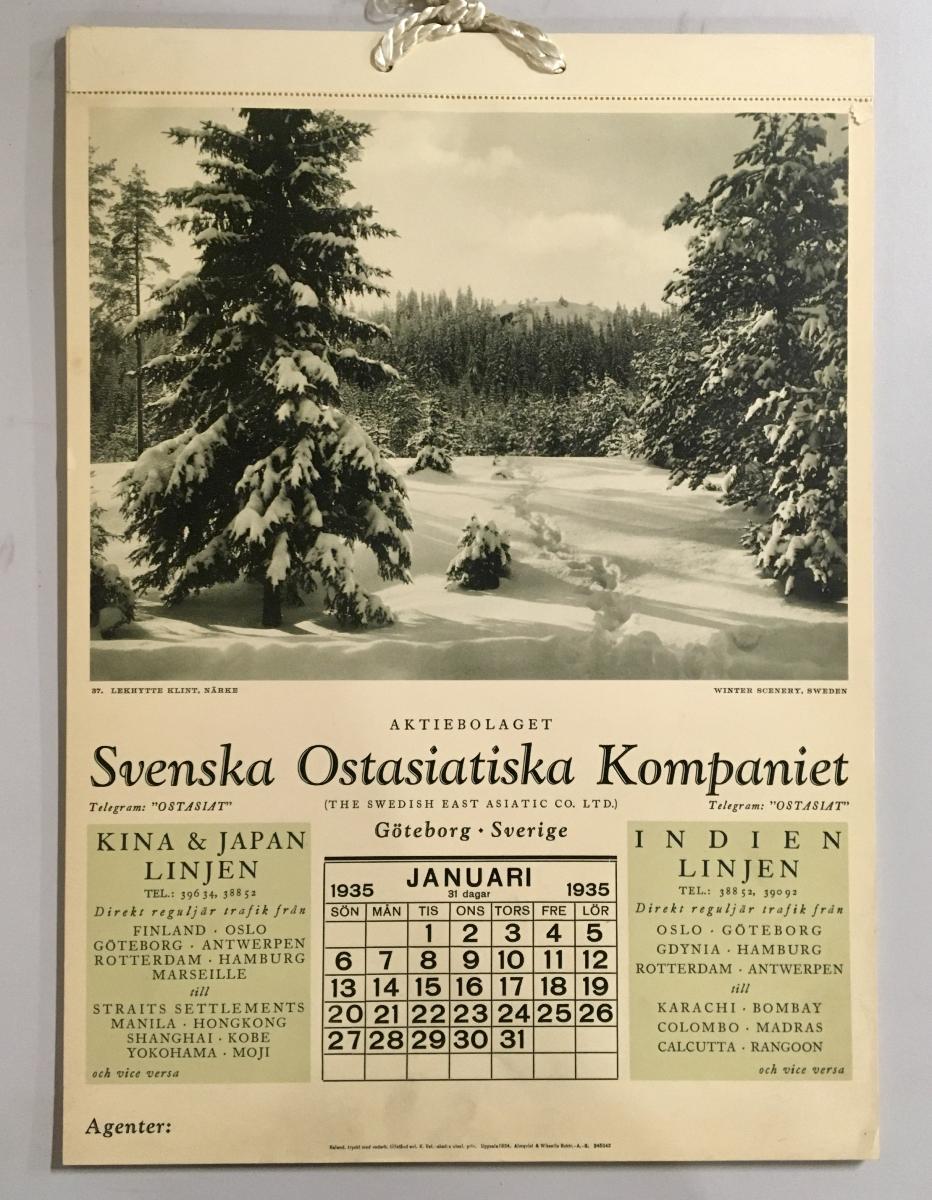 37. LEKHYTTE KLINT, NÄRKE
WINTER SCENERY, SWEDEN
AKTIEBOLAGET
Svenska Ostasiatiska Kompaniet
Telegram: "OSTASIAT"
(THE SWEDISH EAST ASIATIC CO. LTD.)
Telegram: "OSTASIAT"
Göteborg · Sverige
KINA & JAPAN
LINJEN
TEL.: 396 34, 388 52
Direkt reguljär trafik från
FINLAND · OSLO
GÖTEBORG · ANTWERPEN
ROTTERDAM · HAMBURG
MARSEILLE
till
STRAITS SETTLEMENTS
MANILA · HONGKONG
SHANGHAI · KOBE
YOKOHAMA · MOJI
och vice versa
1935 JANUARI 1935
31 dagar
SÖN MÅN TIS ONS TORS FRE LÖR
1 2 3 4 5
6 7 8 9 10 11 12
13 14 15 16 17 18 19
20 21 22 23 24 25 26
27 28 29 30 31
INDIEN
LINJEN
TEL.: 388 52, 390 92
Direkt reguljär trafik från
OSLO · GÖTEBORG
GDYNIA · HAMBURG
ROTTERDAM · ANTWERPEN
till
KARACHI · BOMBAY
COLOMBO · MADRAS
CALCUTTA · RANGOON
och vice versa
Agenter:
Uppsala 1934. Almqvist & Wiksells Boktr.-A.-B.